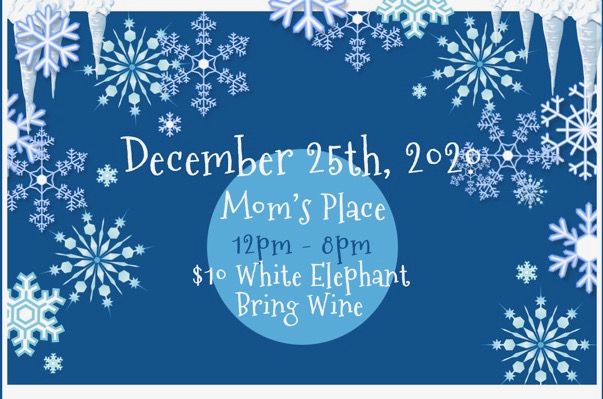 December 25th, 2020
Mom's Place
12pm - 8pm
$10 White Elephant
Bring Wine